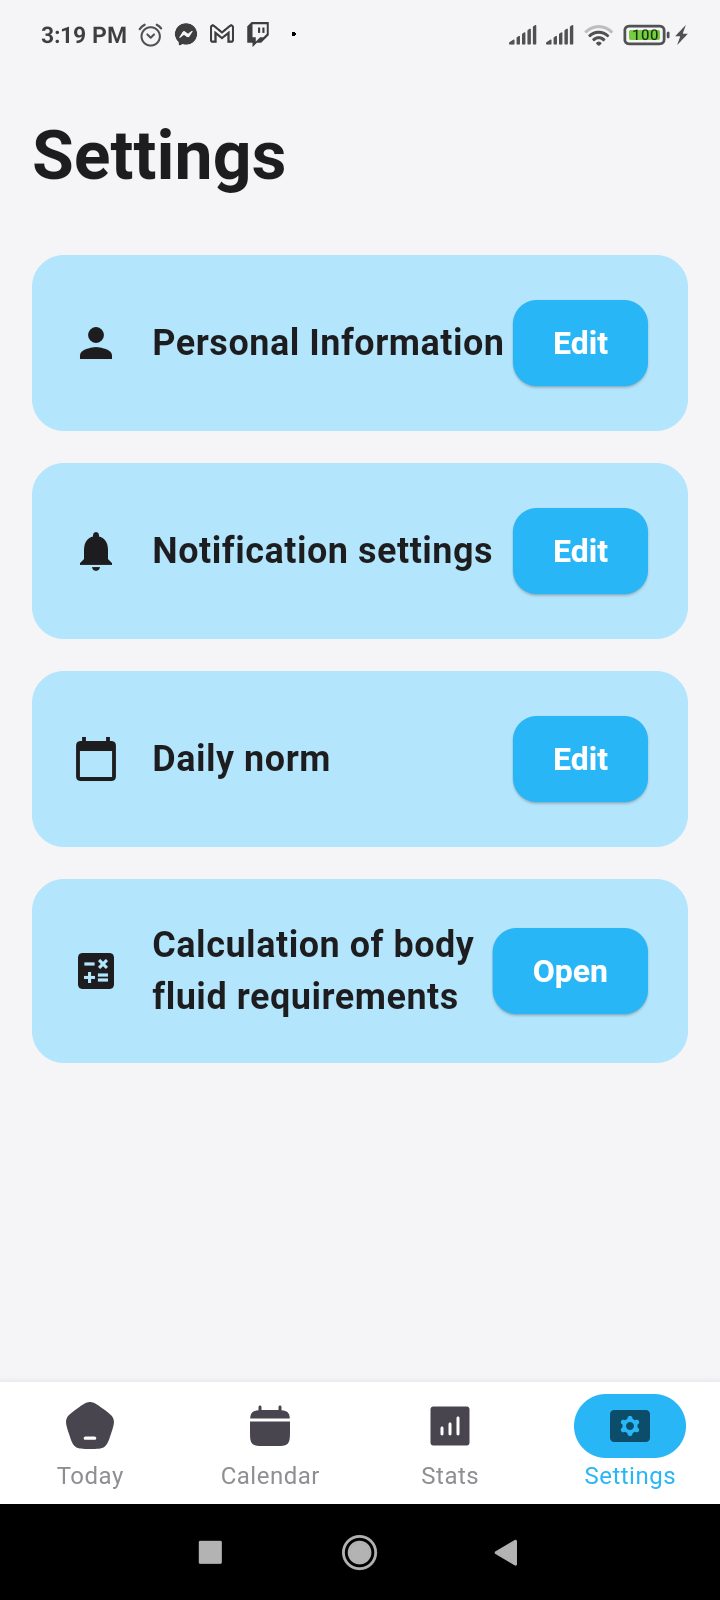 3:19 PM
100
Settings
Personal Information
Edit
Notification settings
Edit
Daily norm
Edit
Calculation of body
fluid requirements
Open
Today
Calendar
Stats
Settings